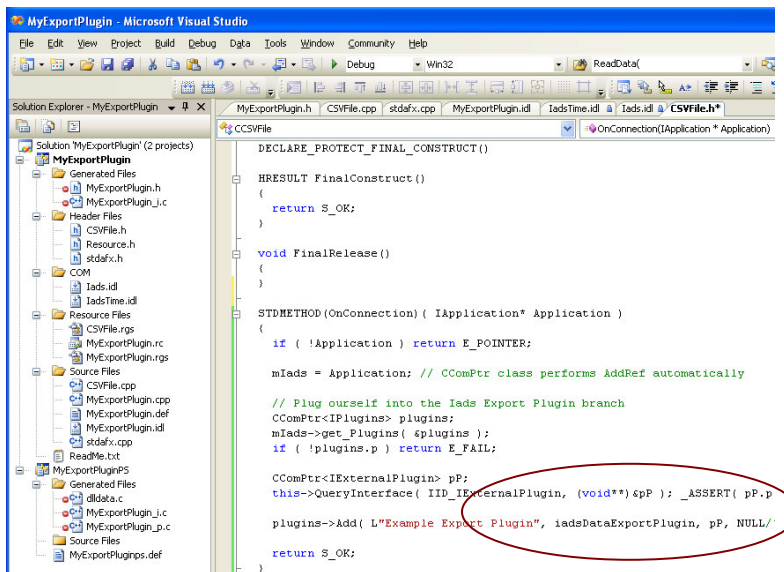 MyExportPlugin - Microsoft Visual Studio
File Edit View Project Build Debug Data Tools Window Community Help
Debug Win32 ReadData(
Solution Explorer - MyExportPlugin
MyExportPlugin.h CSVFile.cpp stdafx.cpp MyExportPlugin.idl IadsTime.idl Iads.idl CSVFile.h*
CCSVFile OnConnection(IApplication * Application)
Solution 'MyExportPlugin' (2 projects)
MyExportPlugin
Generated Files
MyExportPlugin.h
MyExportPlugin_i.c
Header Files
CSVFile.h
Resource.h
stdafx.h
COM
Iads.idl
IadsTime.idl
Resource Files
CSVFile.rgs
MyExportPlugin.rc
MyExportPlugin.rgs
Source Files
CSVFile.cpp
MyExportPlugin.cpp
MyExportPlugin.def
MyExportPlugin.idl
stdafx.cpp
ReadMe.txt
MyExportPluginPS
Generated Files
dlldata.c
MyExportPlugin_i.c
MyExportPlugin_p.c
Source Files
MyExportPluginps.def
DECLARE_PROTECT_FINAL_CONSTRUCT()
HRESULT FinalConstruct()
{
return S_OK;
}
void FinalRelease()
{
}
STDMETHOD(OnConnection)( IApplication* Application )
{
if ( !Application ) return E_POINTER;
mIads = Application; // CComPtr class performs AddRef automatically
// Plug ourself into the Iads Export Plugin branch
CComPtr<IPlugins> plugins;
mIads->get_Plugins( &plugins );
if ( !plugins.p ) return E_FAIL;
CComPtr<IExternalPlugin> pP;
this->QueryInterface( IID_IExternalPlugin, (void**)&pP ); _ASSERT( pP.p
plugins->Add( L"Example Export Plugin", iadsDataExportPlugin, pP, NULL/
return S_OK;
}